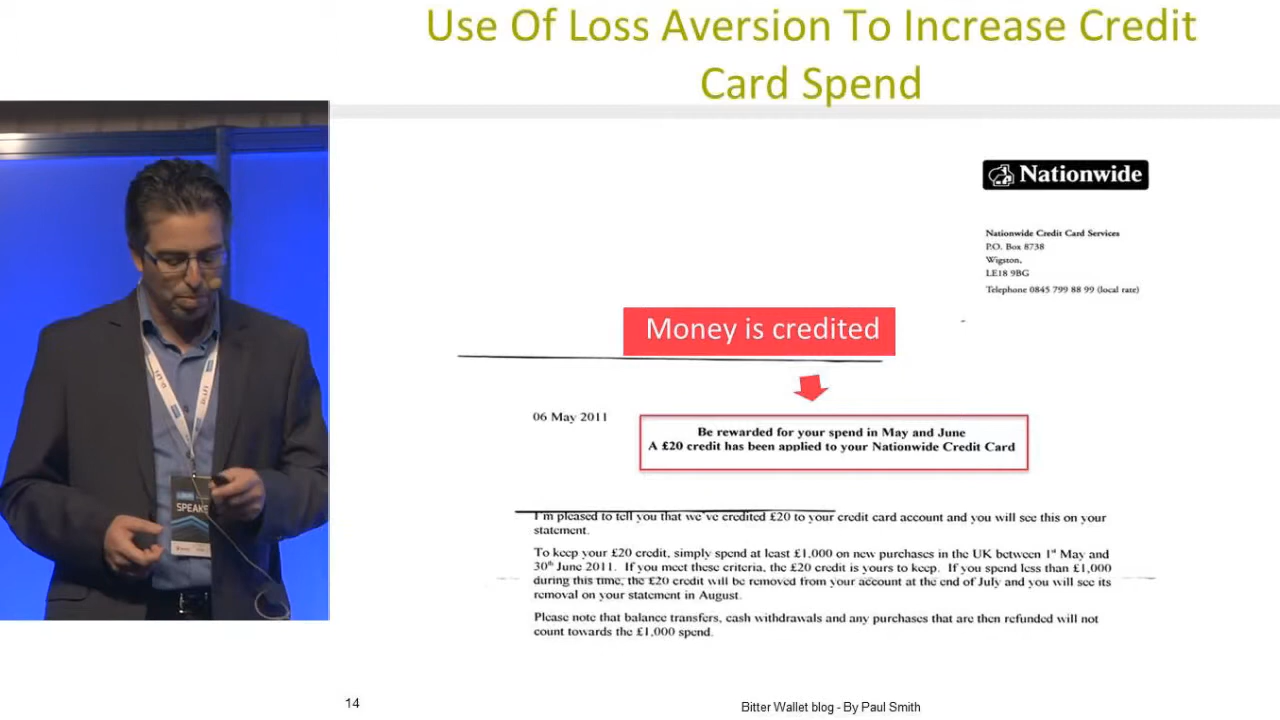 Use Of Loss Aversion To Increase Credit
Card Spend
Nationwide
Nationwide Credit Card Services
P.O. Box 8738
Wigston,
LE18 9BG
Telephone 0845 799 88 99 (local rate)
Money is credited
06 May 2011
Be rewarded for your spend in May and June
A £20 credit has been applied to your Nationwide Credit Card
I'm pleased to tell you that we've credited £20 to your credit card account and you will see this on your
statement.
To keep your £20 credit, simply spend at least £1,000 on new purchases in the UK between 1st May and
30th June 2011. If you meet these criteria, the £20 credit is yours to keep. If you spend less than £1,000
during this time, the £20 credit will be removed from your account at the end of July and you will see its
removal on your statement in August.
Please note that balance transfers, cash withdrawals and any purchases that are then refunded will not
count towards the £1,000 spend.
14
Bitter Wallet blog - By Paul Smith